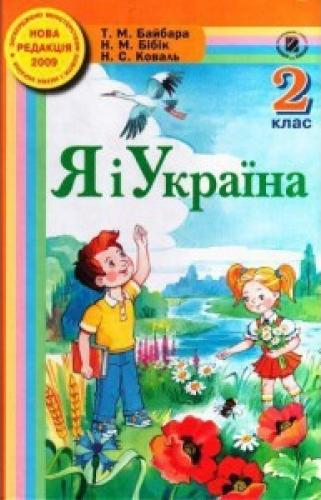 НОВА
РЕДАКЦІЯ
2009
Т. М. Байбара
Н. М. Бібік
Н. С. Коваль
2
клас
Я і Україна